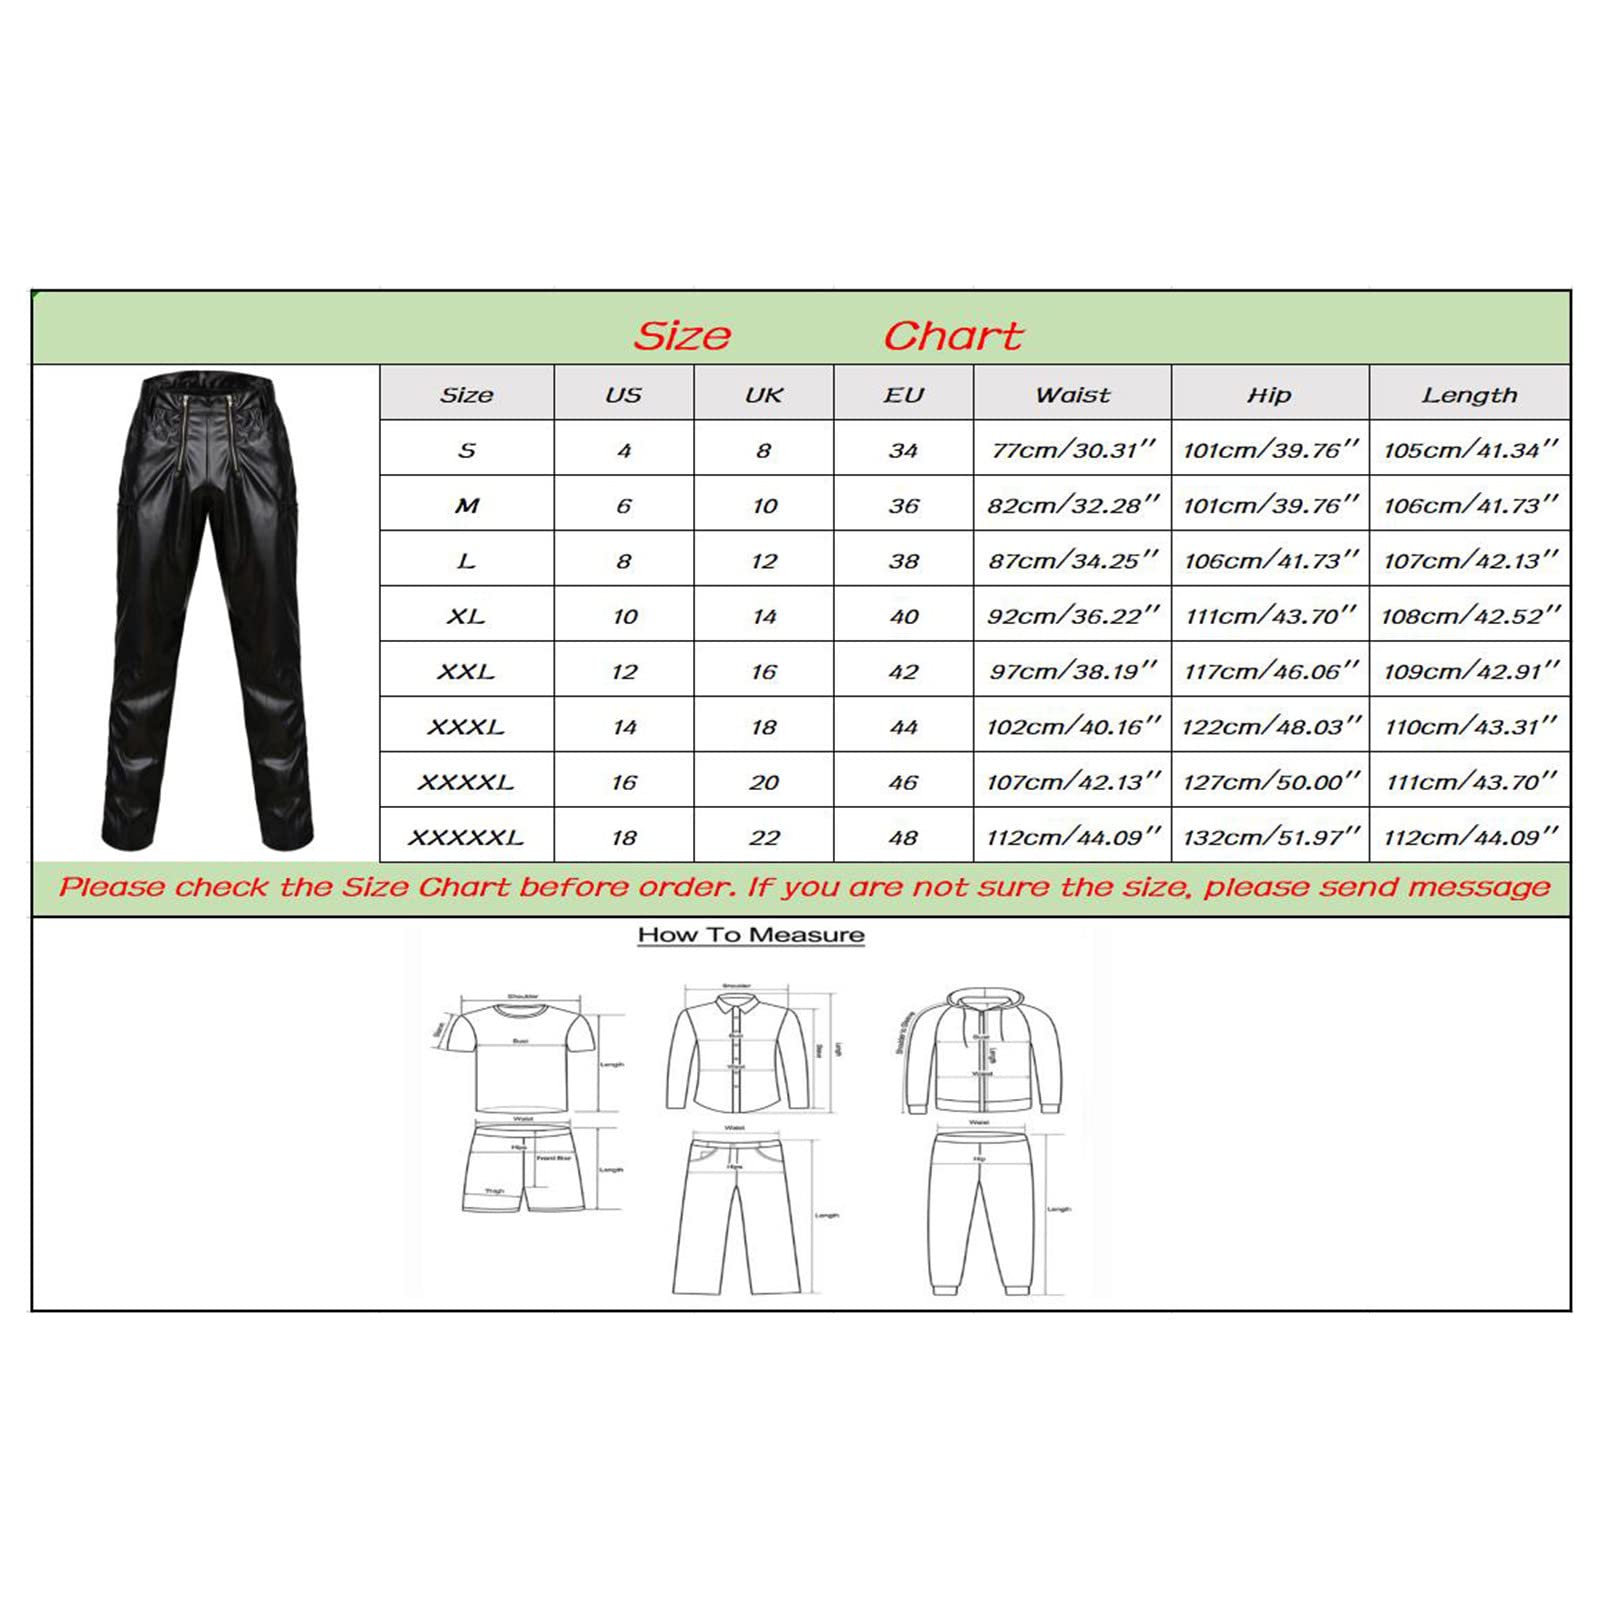 Size Chart
Size US UK EU Waist Hip Length
S 4 8 34 77cm/30.31'' 101cm/39.76'' 105cm/41.34''
M 6 10 36 82cm/32.28'' 101cm/39.76'' 106cm/41.73''
L 8 12 38 87cm/34.25'' 106cm/41.73'' 107cm/42.13''
XL 10 14 40 92cm/36.22'' 111cm/43.70'' 108cm/42.52''
XXL 12 16 42 97cm/38.19'' 117cm/46.06'' 109cm/42.91''
XXXL 14 18 44 102cm/40.16'' 122cm/48.03'' 110cm/43.31''
XXXXL 16 20 46 107cm/42.13'' 127cm/50.00'' 111cm/43.70''
XXXXXL 18 22 48 112cm/44.09'' 132cm/51.97'' 112cm/44.09''
Please check the Size Chart before order. If you are not sure the size, please send message
How To Measure
Shoulder
Sleeve
Bust
Length
Waist
Hips
Front Rise
Thigh
Length
Shoulder
Bust
Waist
Sleeve
Length
Waist
Hips
Length
Shoulder to Sleeve
Bust
Length
Waist
Waist
Hip
Length